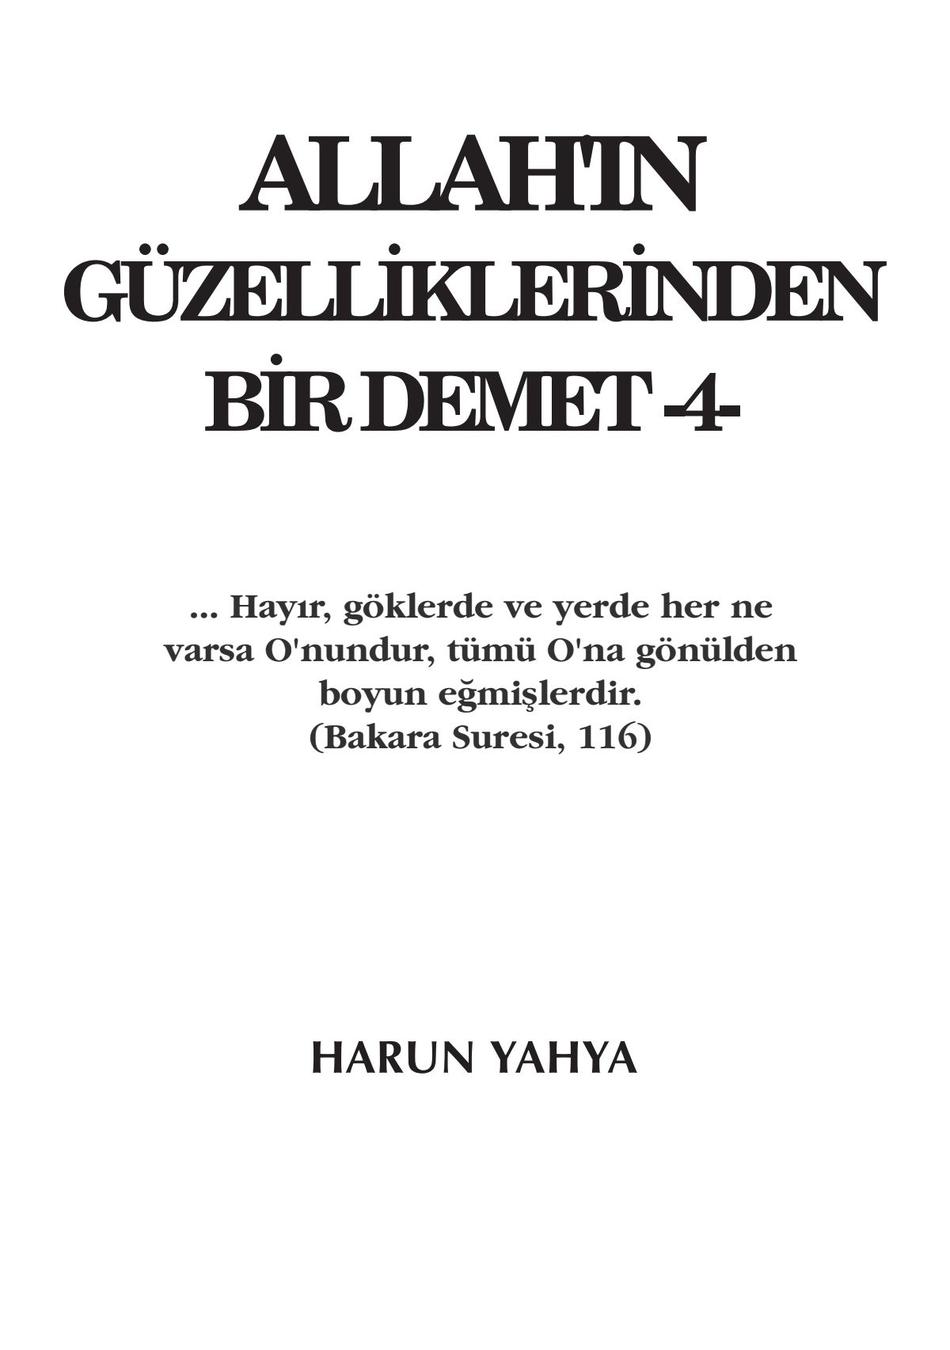 ALLAH'IN
GÜZELLİKLERİNDEN
BİR DEMET -4-
... Hayır, göklerde ve yerde her ne
varsa O'nundur, tümü O'na gönülden
boyun eğmişlerdir.
(Bakara Suresi, 116)
HARUN YAHYA